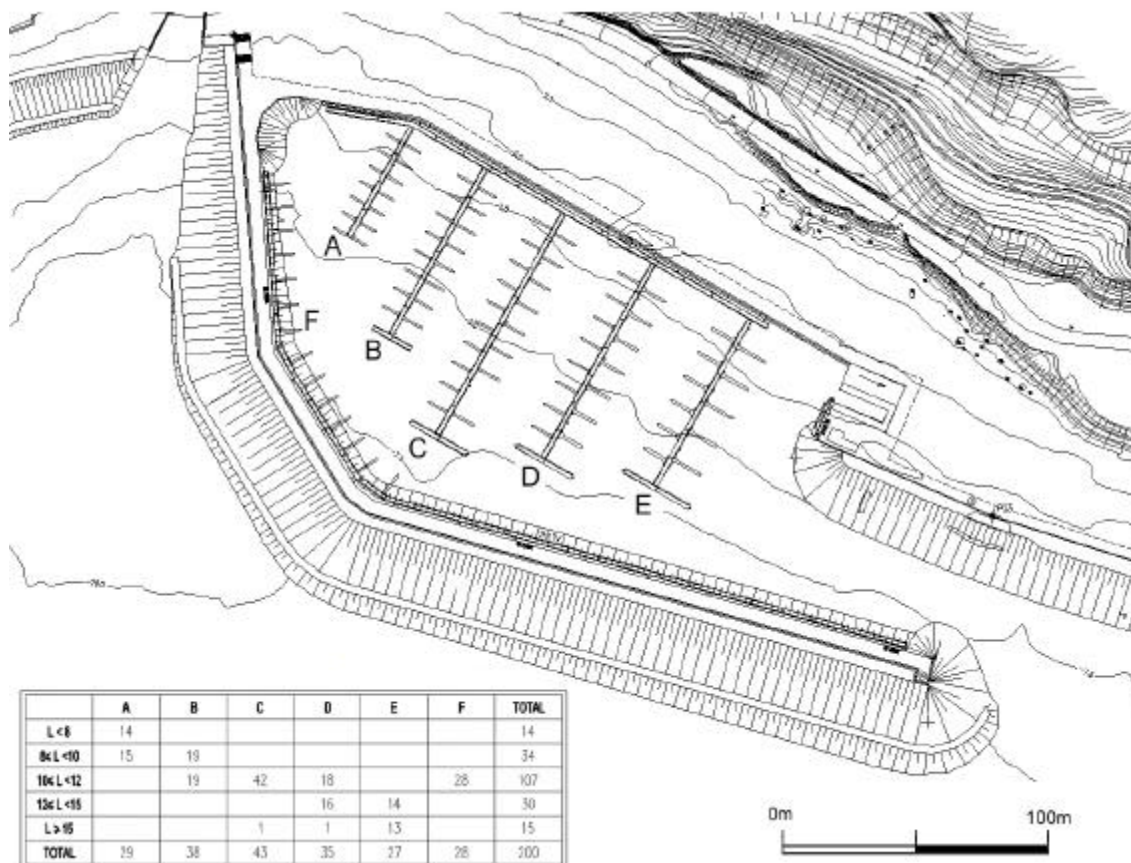 A
B
C
D
E
F
A B C D E F TOTAL
L < 8 14 14
8≤ L <10 15 19 34
10≤ L <12 19 42 18 28 107
12≤ L <15 16 14 30
L ≥ 15 1 1 13 15
TOTAL 29 38 43 35 27 28 200
0m 100m